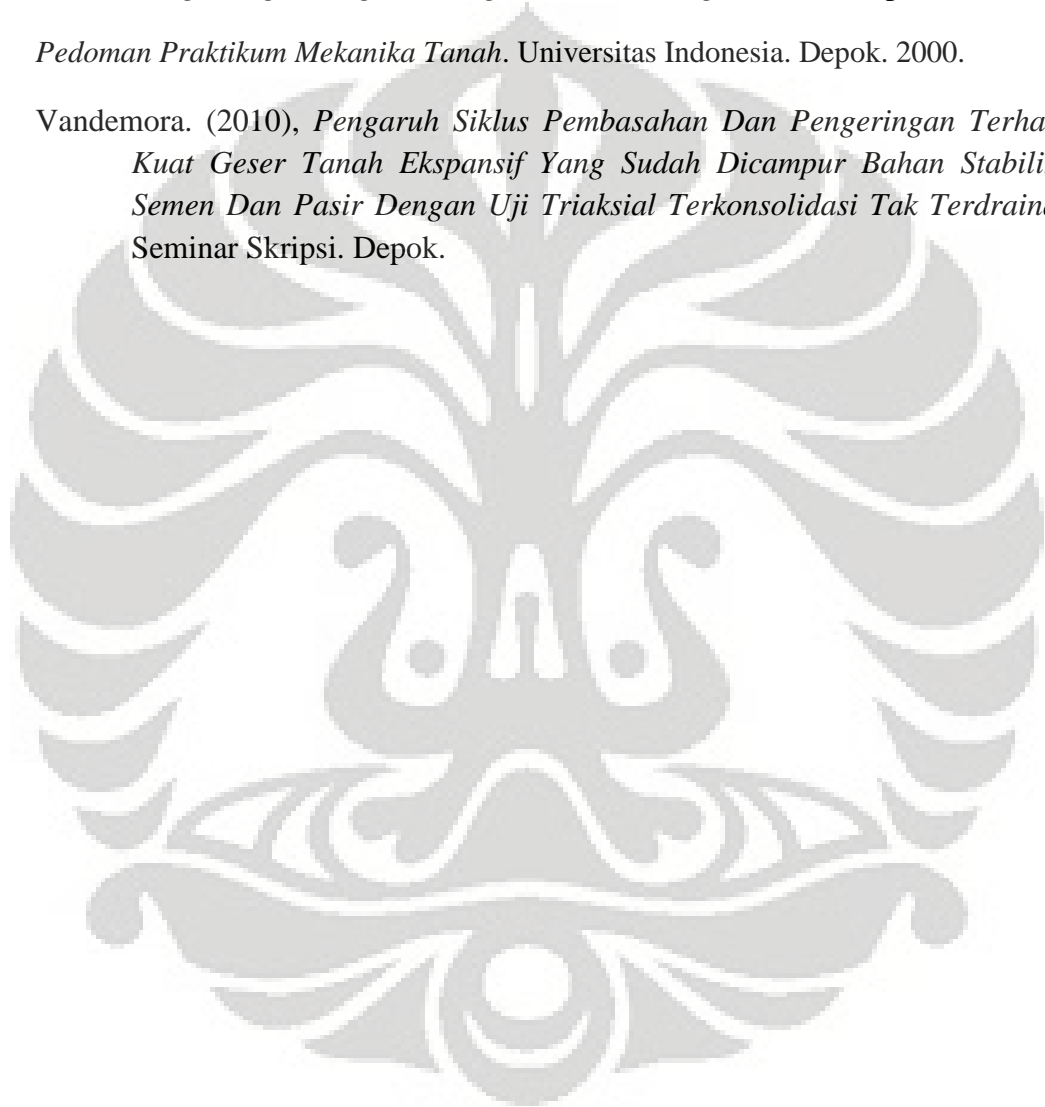 Pedoman Praktikum Mekanika Tanah. Universitas Indonesia. Depok. 2000.
Vandemora. (2010), Pengaruh Siklus Pembasahan Dan Pengeringan Terha
Kuat Geser Tanah Ekspansif Yang Sudah Dicampur Bahan Stabili
Semen Dan Pasir Dengan Uji Triaksial Terkonsolidasi Tak Terdrain
Seminar Skripsi. Depok.